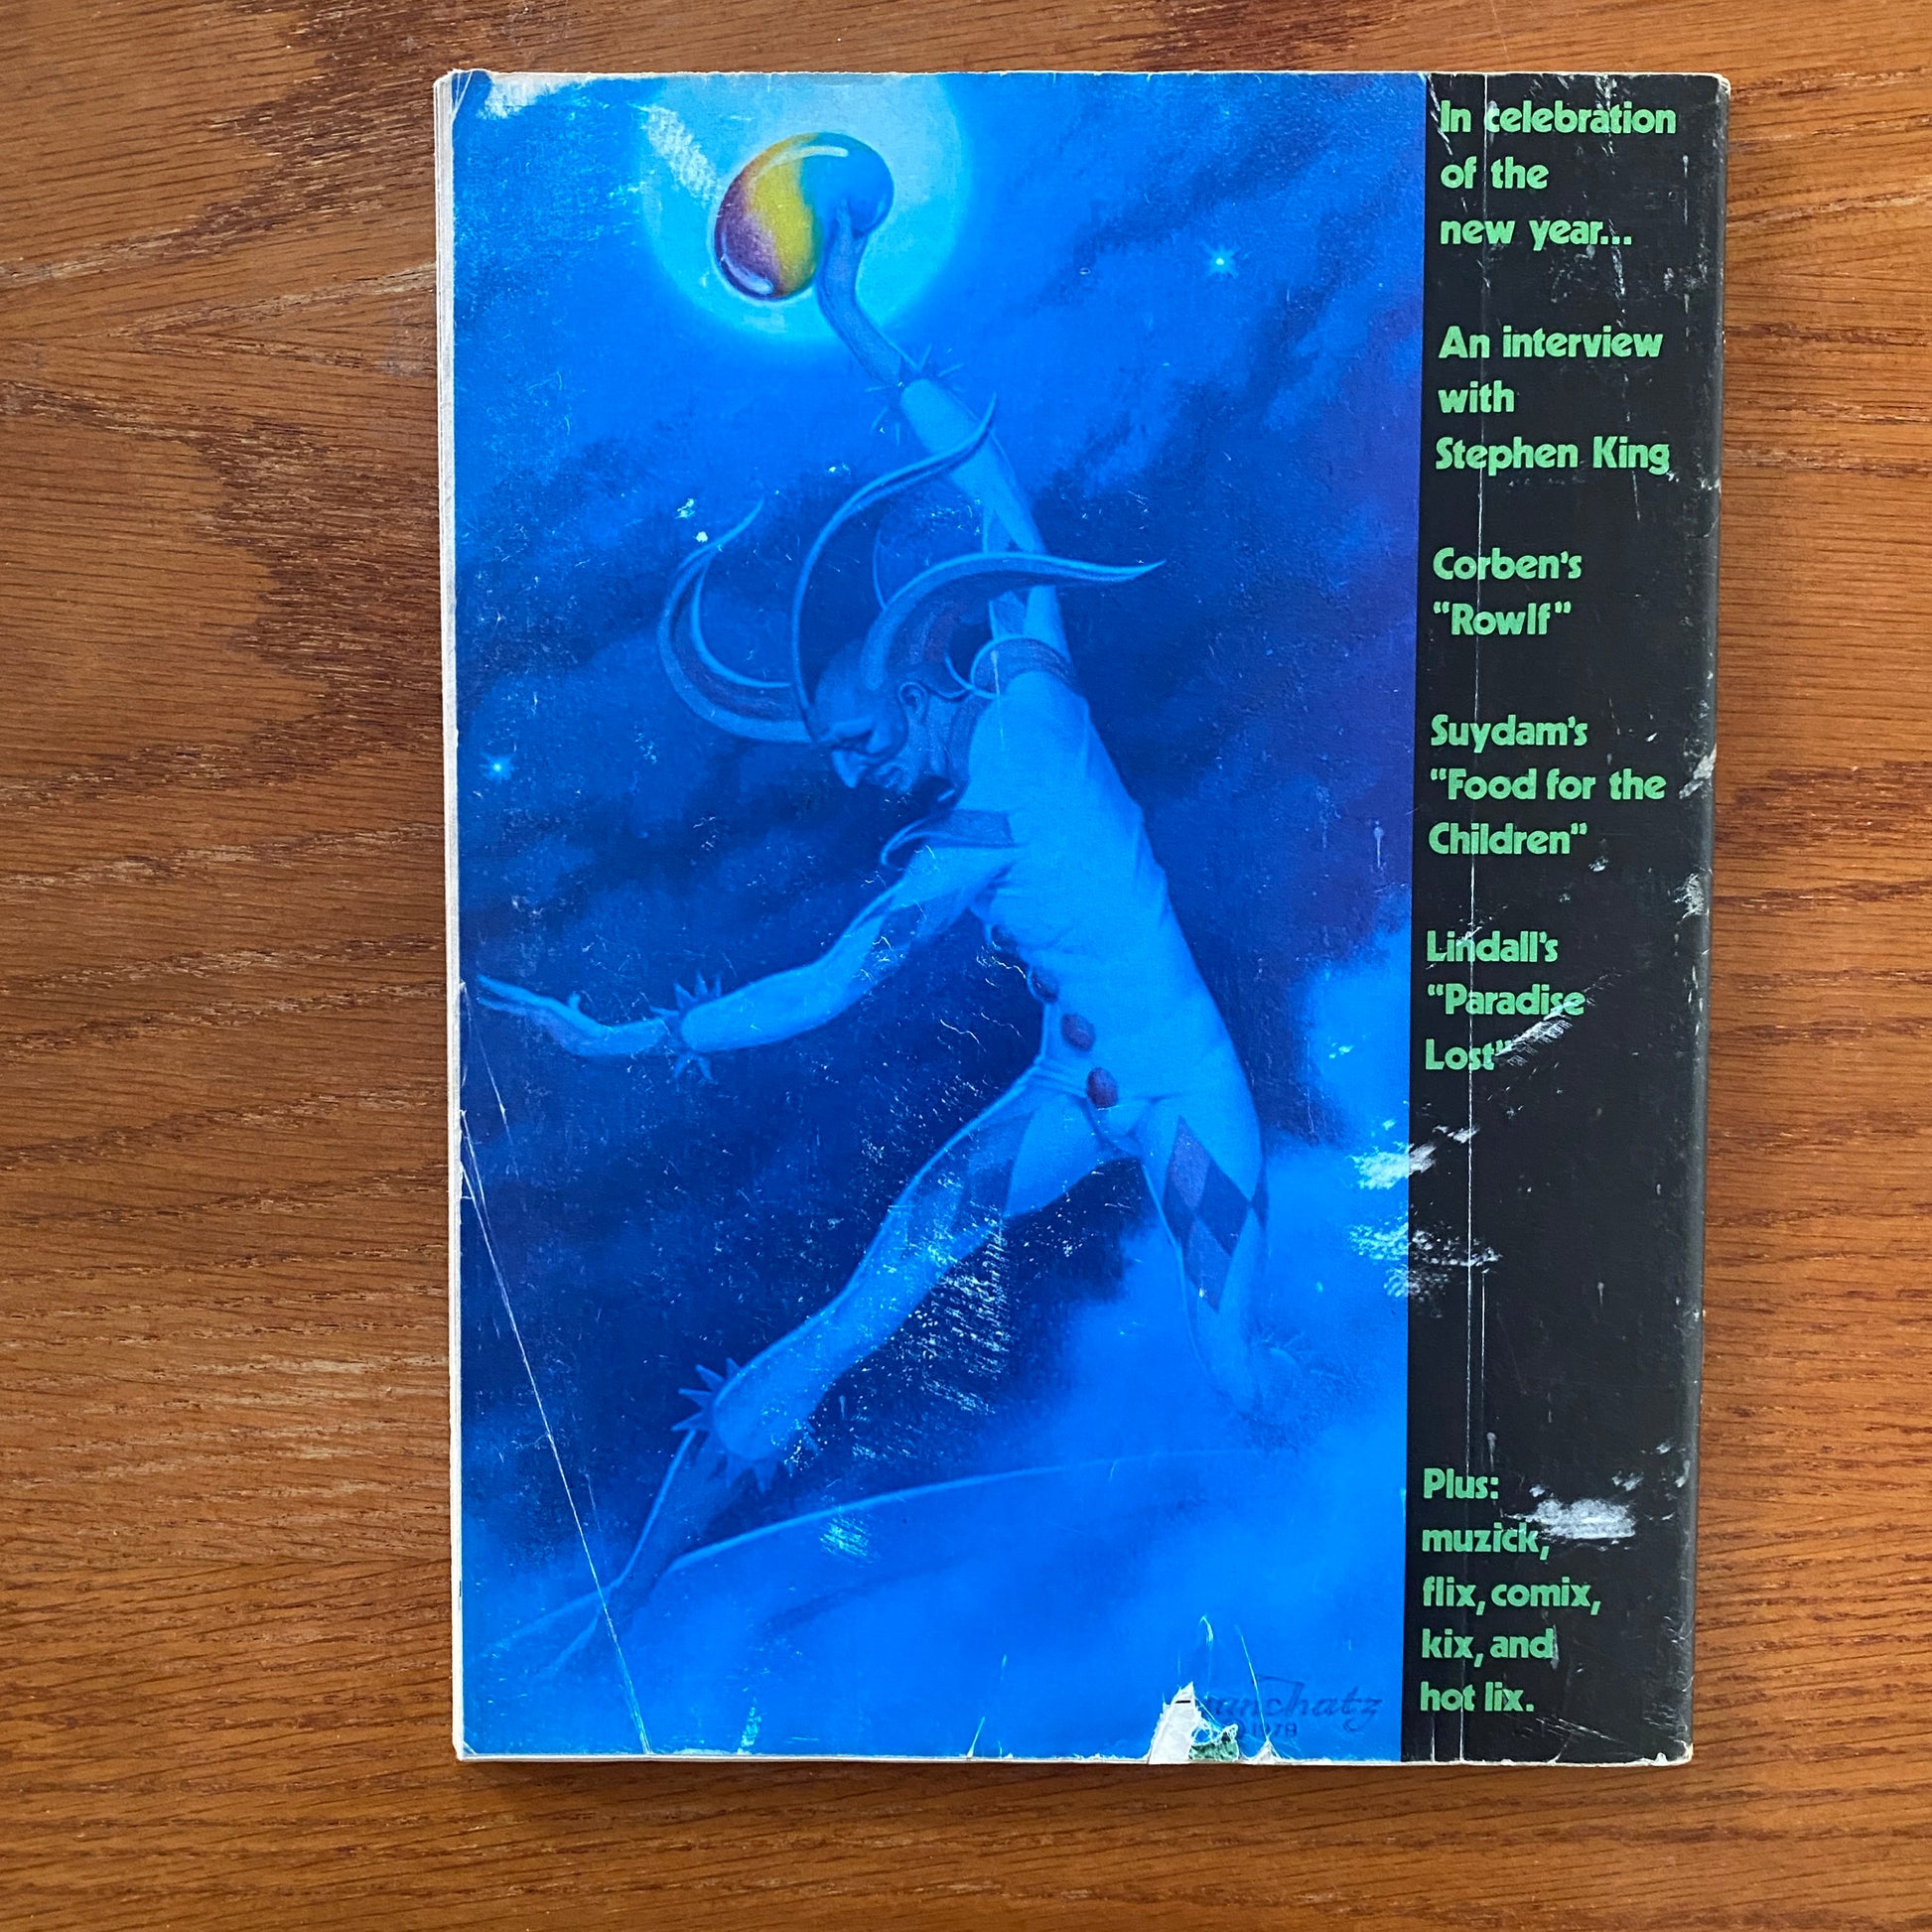 In celebration
of the
new year...
An interview
with
Stephen King
Corben's
"Rowlf"
Suydam's
"Food for the
Children"
Lindall's
"Paradise
Lost"
Plus:
muzick,
flix, comix,
kix, and
hot lix.
1978